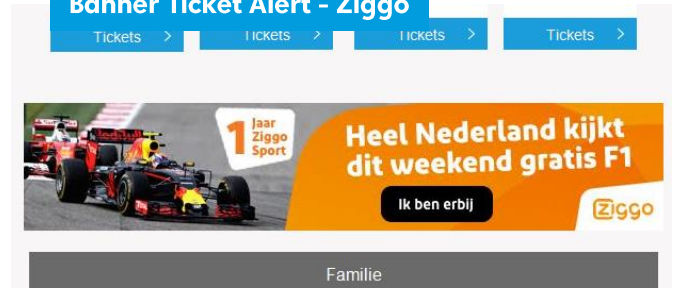 Banner Ticket Alert - Ziggo
Tickets > Tickets > Tickets > Tickets >
1 Jaar
Ziggo
Sport
Heel Nederland kijkt
dit weekend gratis F1
Ik ben erbij
Ziggo
Familie